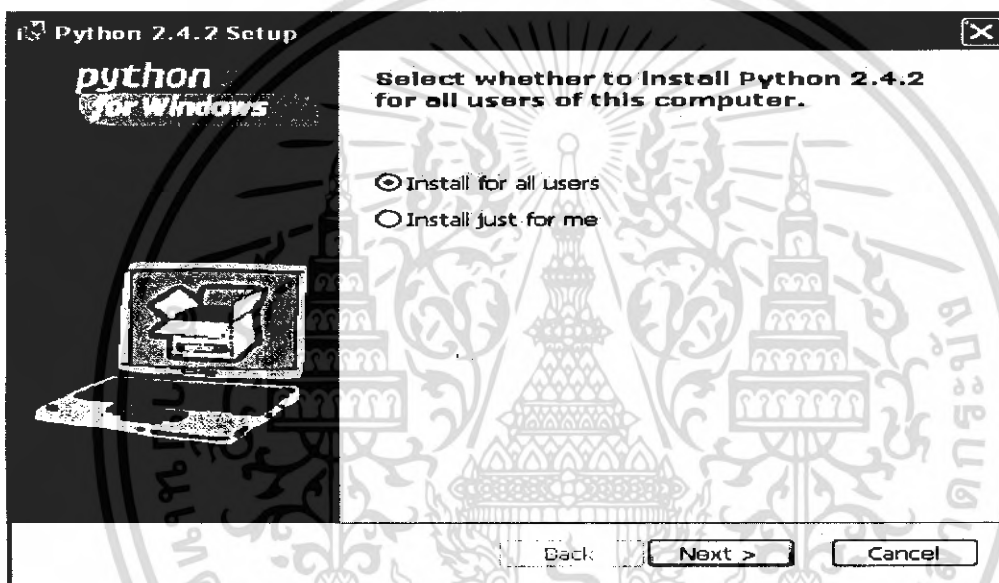 Python 2.4.2 Setup
python
for Windows
Select whether to Install Python 2.4.2
for all users of this computer.
Install for all users
Install just for me
Back
Next >
Cancel